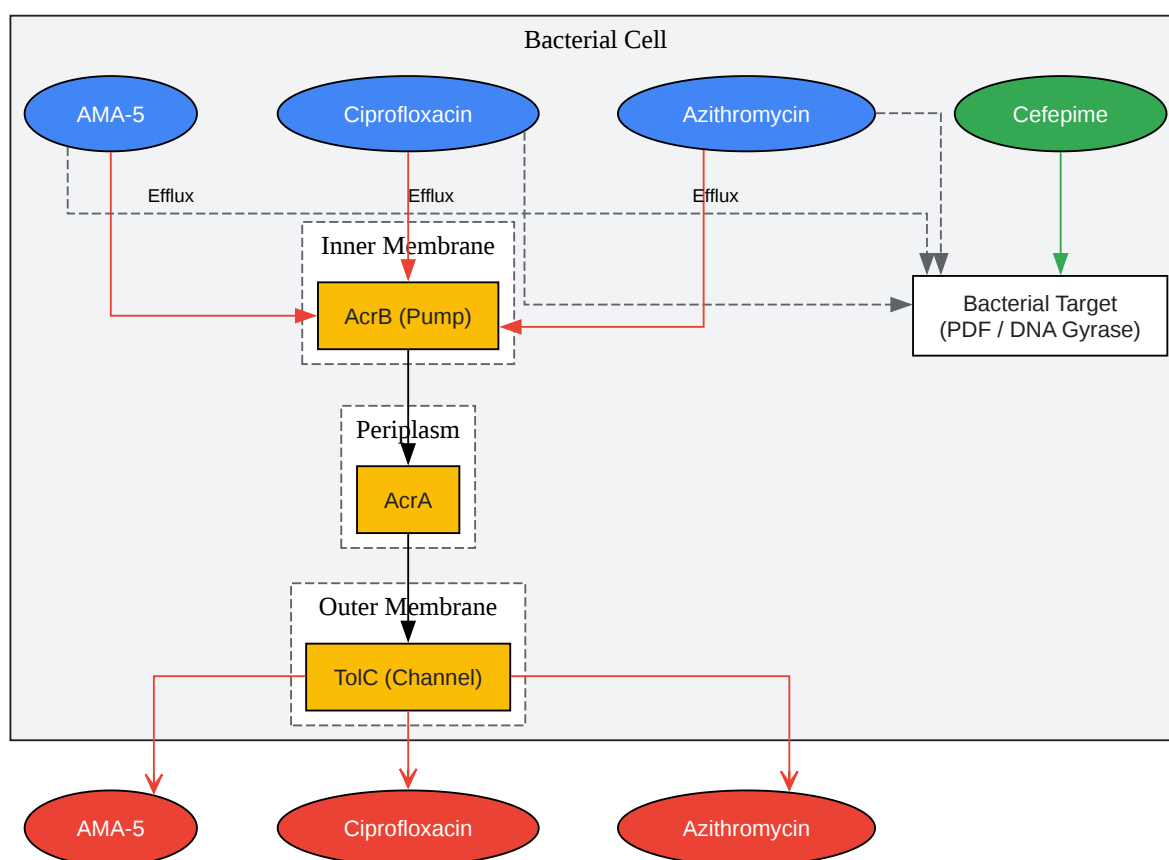 Bacterial Cell
AMA-5
Ciprofloxacin
Azithromycin
Cefepime
Efflux
Efflux
Efflux
Inner Membrane
AcrB (Pump)
Bacterial Target
(PDF / DNA Gyrase)
Periplasm
AcrA
Outer Membrane
TolC (Channel)
AMA-5
Ciprofloxacin
Azithromycin